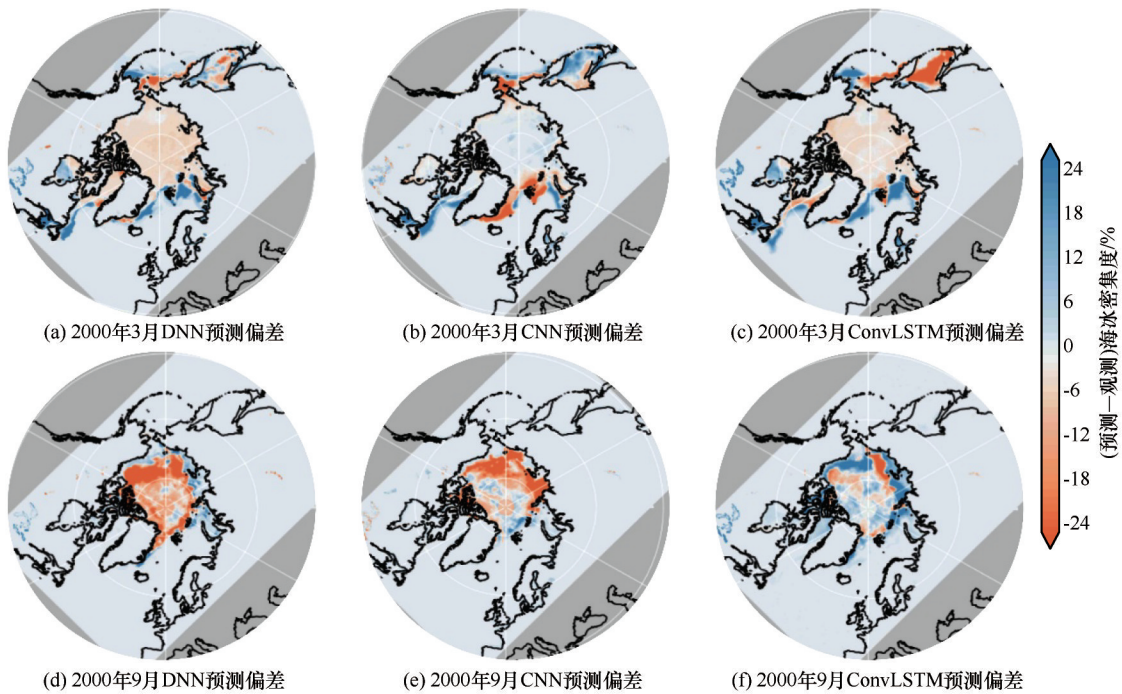 (a) 2000年3月DNN预测偏差
(b) 2000年3月CNN预测偏差
(c) 2000年3月ConvLSTM预测偏差
24
18
12
6
0
-6
-12
-18
-24
(预测—观测)海冰密集度/%
(d) 2000年9月DNN预测偏差
(e) 2000年9月CNN预测偏差
(f) 2000年9月ConvLSTM预测偏差